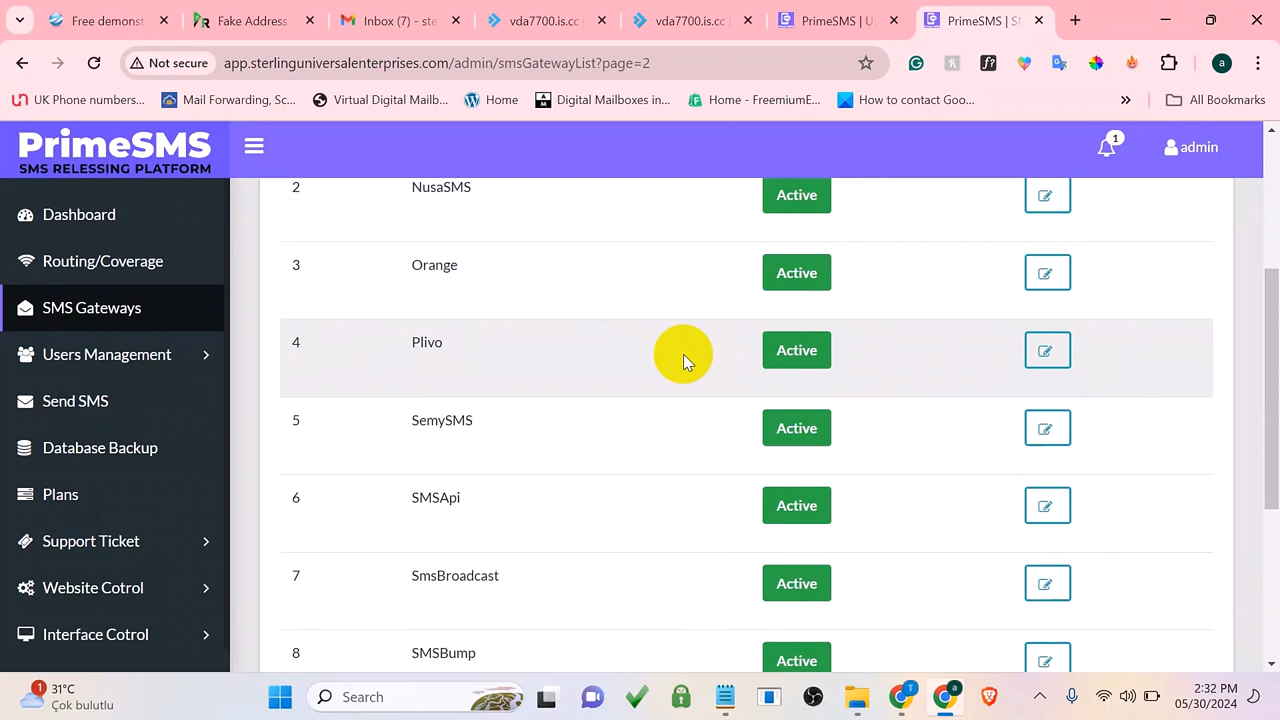 Free demonst
Fake Address
Inbox (7) - ste
vda7700.is.cc |
vda7700.is.cc |
PrimeSMS | Us
PrimeSMS | Sh
Not secure
app.sterlinguniversalenterprises.com/admin/smsGatewayList?page=2
a
UK Phone numbers...
Mail Forwarding, Sc...
Virtual Digital Mailb...
Home
Digital Mailboxes in...
Home - FreemiumE...
How to contact Goo...
All Bookmarks
PrimeSMS
SMS RELESSING PLATFORM
1
admin
Dashboard
Routing/Coverage
SMS Gateways
Users Management
Send SMS
Database Backup
Plans
Support Ticket
Website Cotrol
Interface Cotrol
2 NusaSMS Active
3 Orange Active
4 Plivo Active
5 SemySMS Active
6 SMSApi Active
7 SmsBroadcast Active
8 SMSBump Active
1
31°C
Çok bulutlu
Search
T
a
2:32 PM
05/30/2024